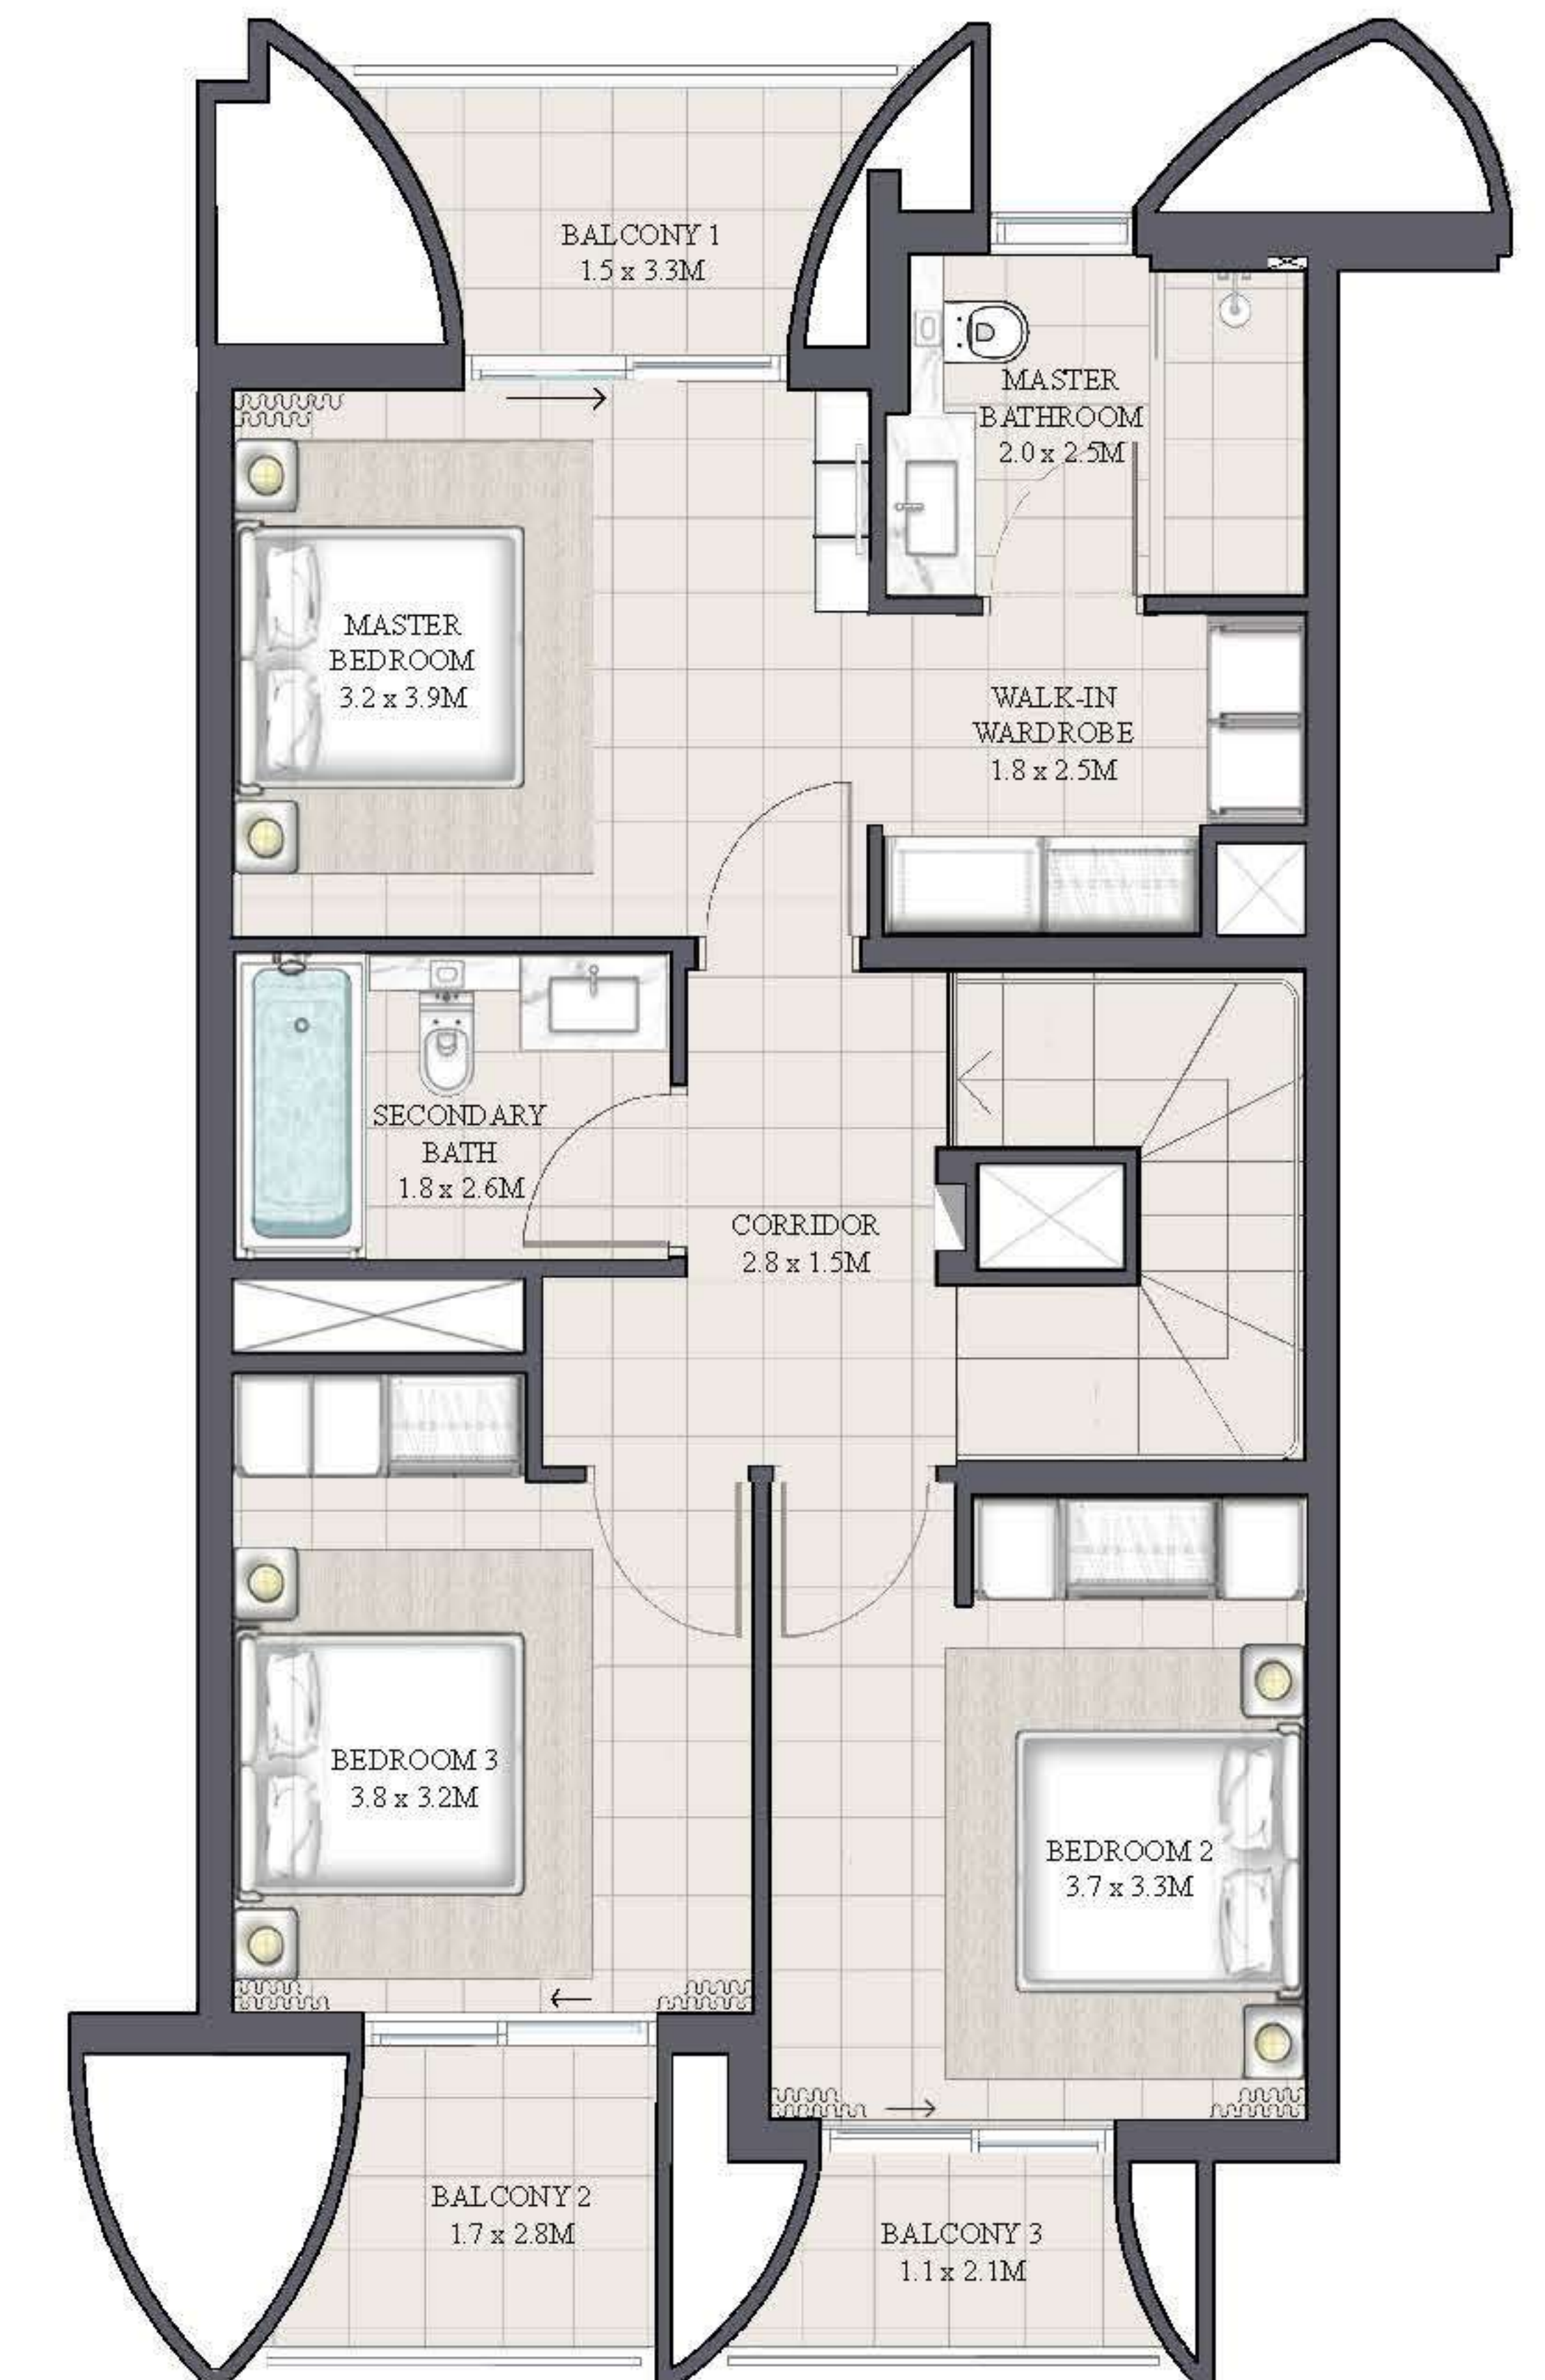 BALCONY 1
1.5 x 3.3M
MASTER
BATHROOM
2.0 x 2.5M
MASTER
BEDROOM
3.2 x 3.9M
WALK-IN
WARDROBE
1.8 x 2.5M
SECONDARY
BATH
1.8 x 2.6M
CORRIDOR
2.8 x 1.5M
BEDROOM 3
3.8 x 3.2M
BEDROOM 2
3.7 x 3.3M
BALCONY 2
1.7 x 2.8M
BALCONY 3
1.1 x 2.1M